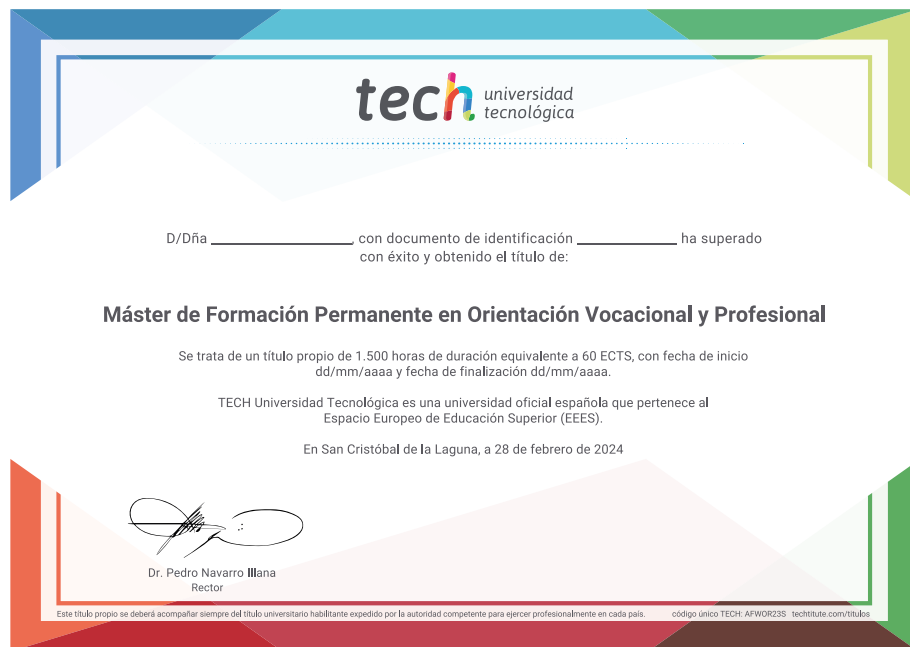 tech universidad
tecnológica
D/Dña ______________, con documento de identificación __________ ha superado
con éxito y obtenido el título de:
Máster de Formación Permanente en Orientación Vocacional y Profesional
Se trata de un título propio de 1.500 horas de duración equivalente a 60 ECTS, con fecha de inicio
dd/mm/aaaa y fecha de finalización dd/mm/aaaa.
TECH Universidad Tecnológica es una universidad oficial española que pertenece al
Espacio Europeo de Educación Superior (EEES).
En San Cristóbal de la Laguna, a 28 de febrero de 2024
Dr. Pedro Navarro Illana
Rector
Este título propio se deberá acompañar siempre del título universitario habilitante expedido por la autoridad competente para ejercer profesionalmente en cada país. código único TECH: AFWOR23S techtitute.com/titulos